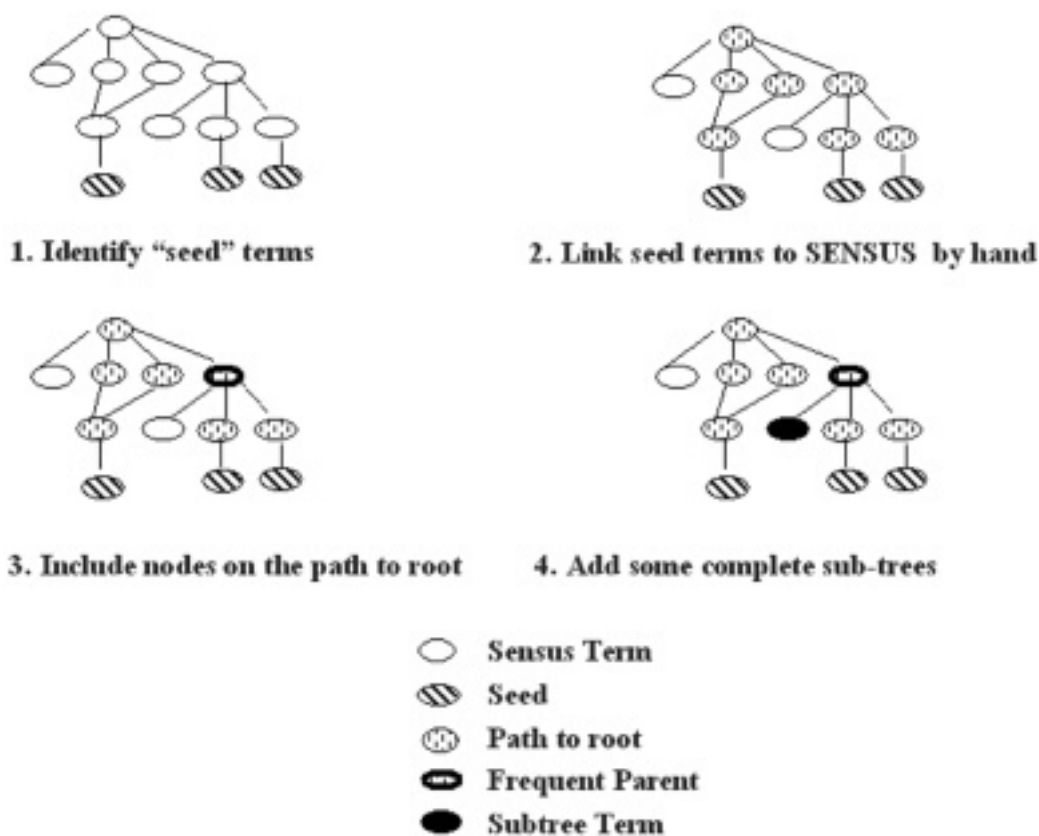 1. Identify “seed” terms
2. Link seed terms to SENSUS by hand
3. Include nodes on the path to root
4. Add some complete sub-trees
Sensus Term
Seed
Path to root
Frequent Parent
Subtree Term